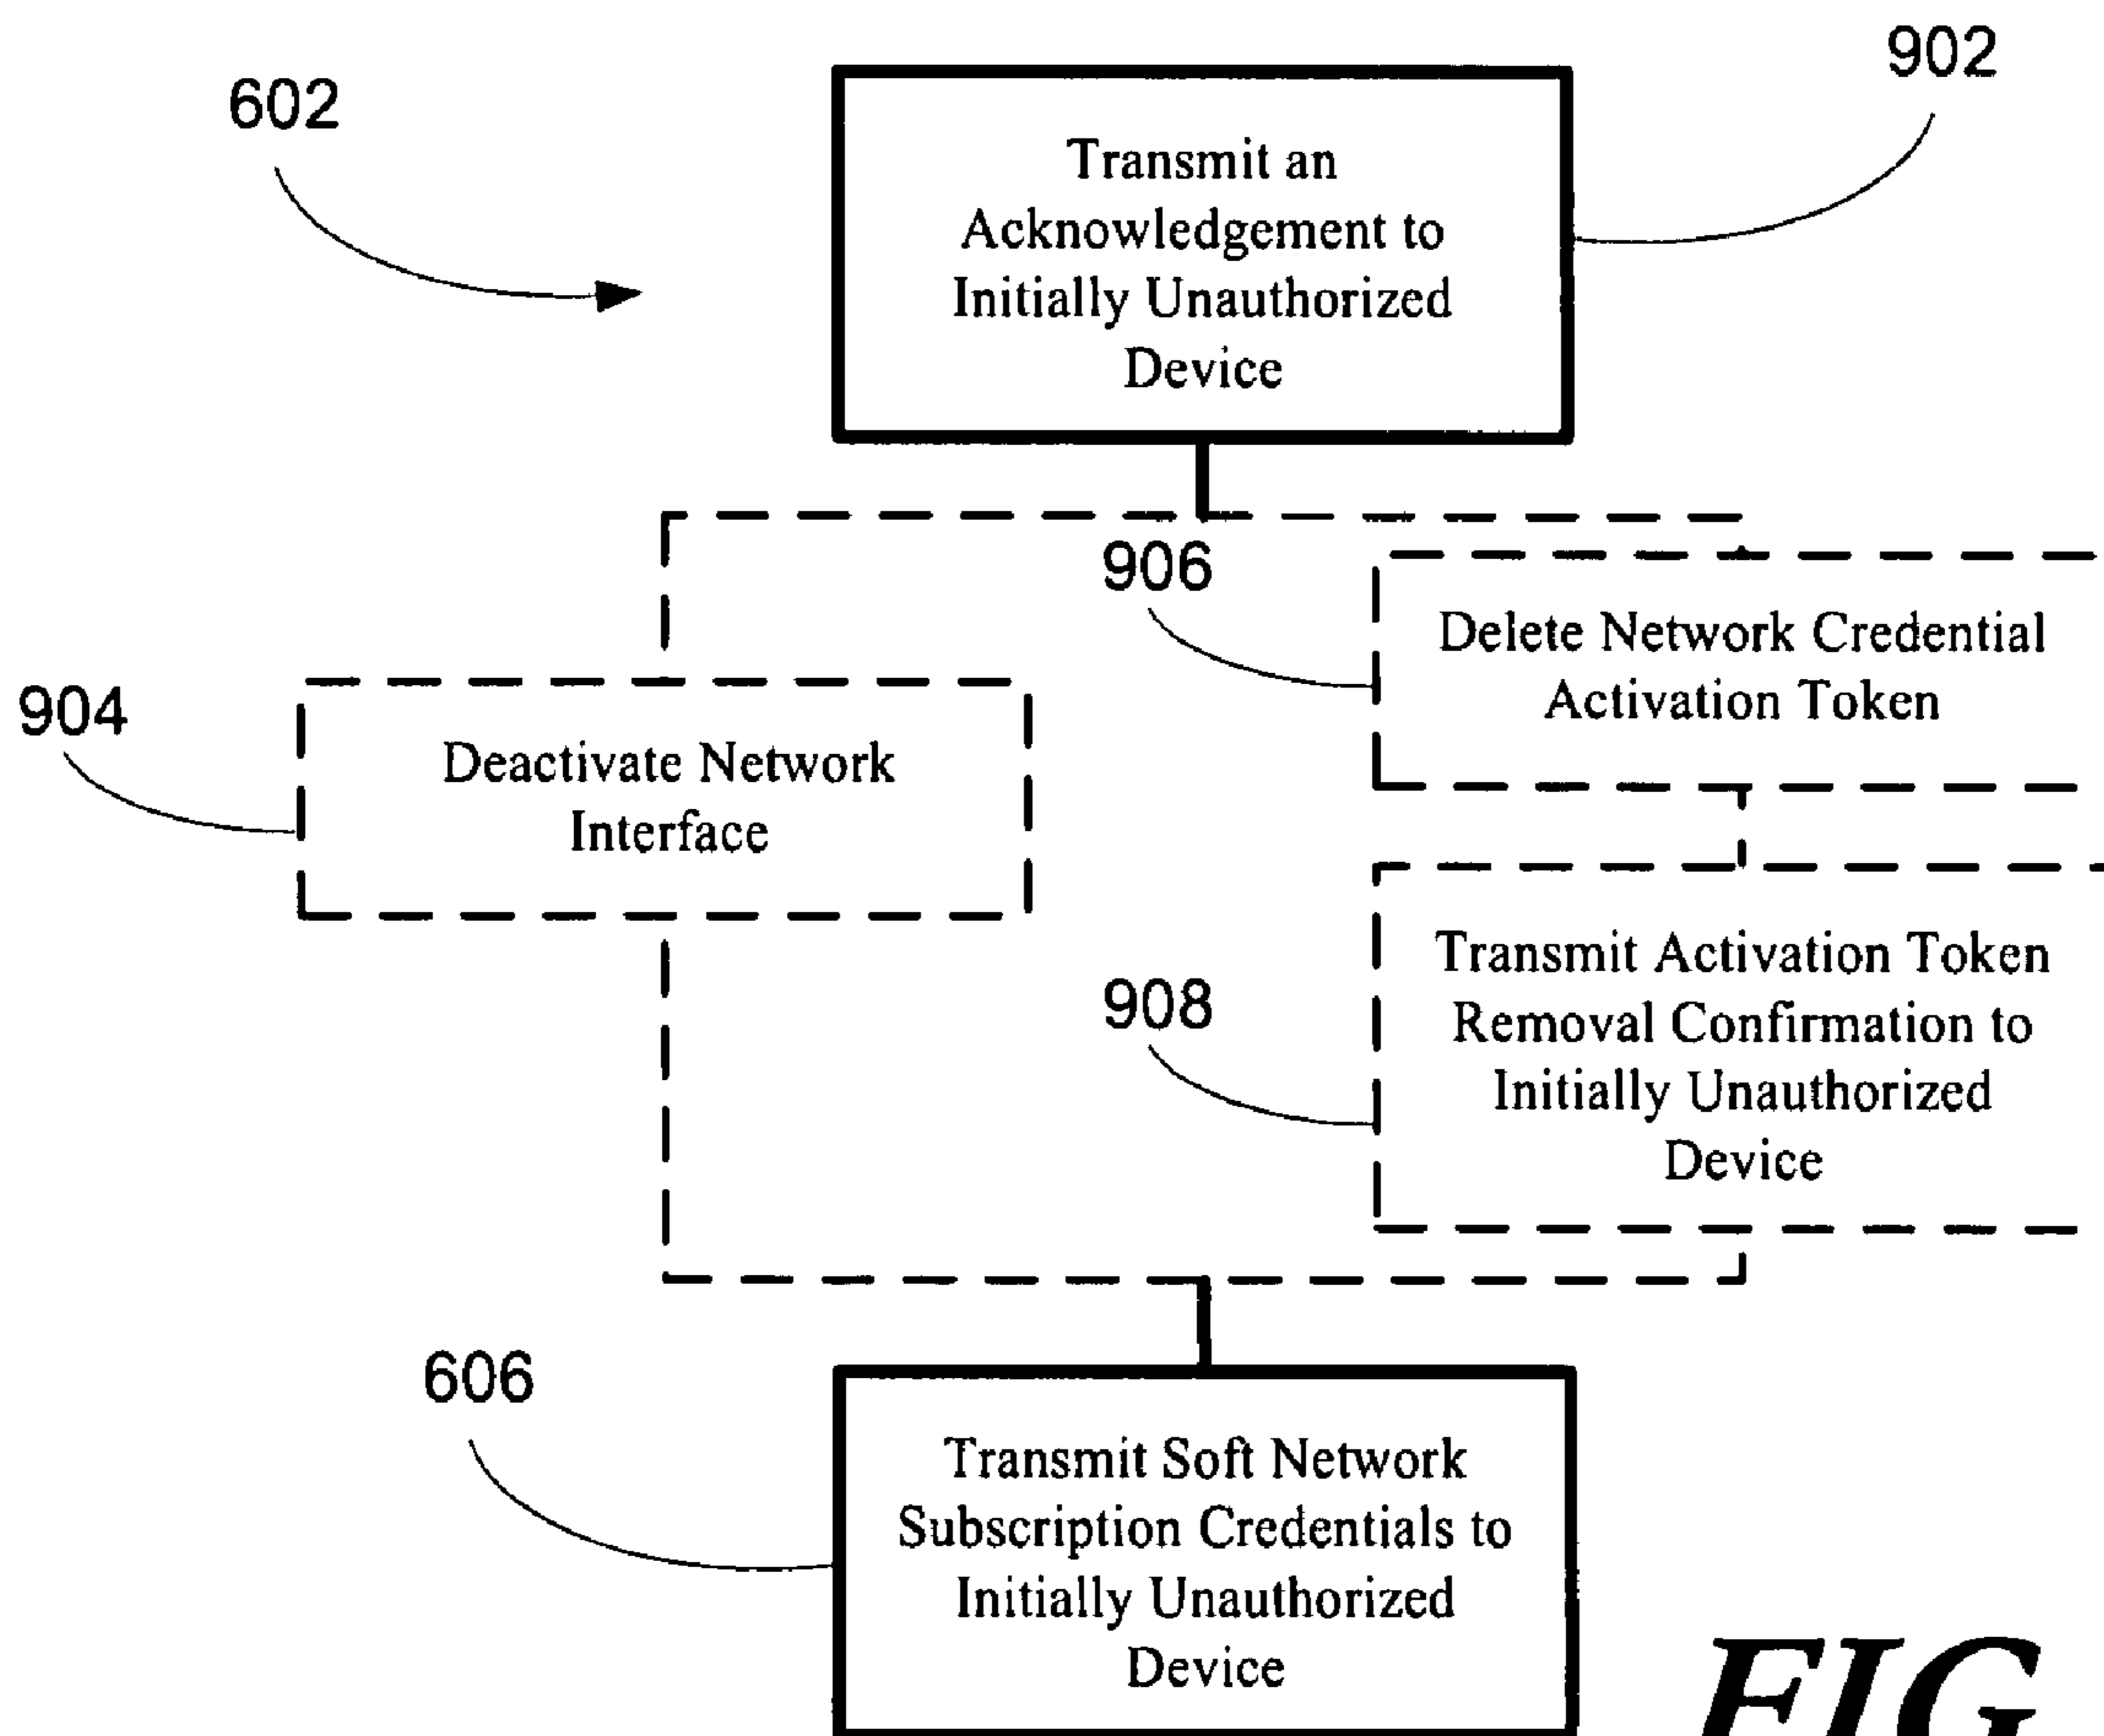 902
602
Transmit an
Acknowledgement to
Initially Unauthorized
Device
906
Delete Network Credential
Activation Token
904
Deactivate Network
Interface
908
Transmit Activation Token
Removal Confirmation to
Initially Unauthorized
Device
606
Transmit Soft Network
Subscription Credentials to
Initially Unauthorized
Device
FIG